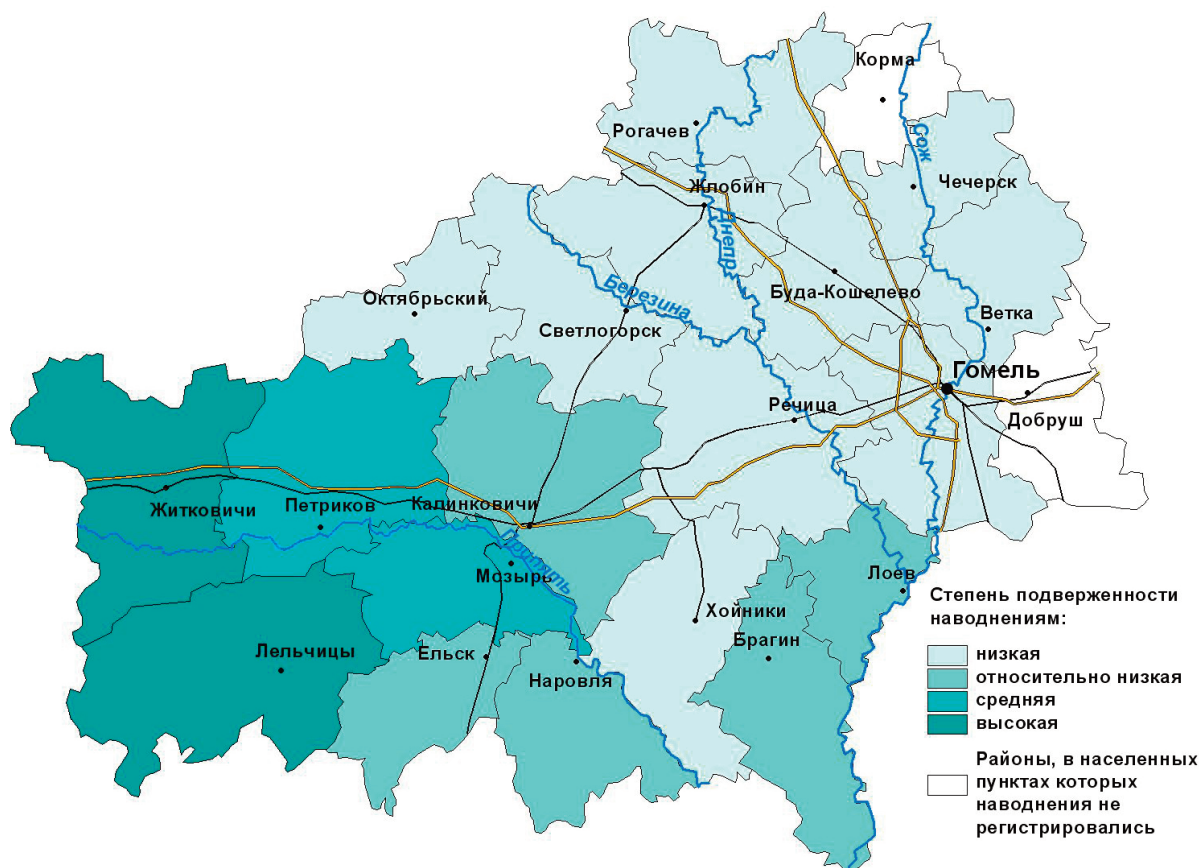 Корма
Сож
Рогачев
Чечерск
Жлобин
Днепр
Буда-Кошелево
Березина
Октябрьский
Светлогорск
Ветка
Гомель
Речица
Добруш
Калинковичи
Житковичи
Петриков
Припять
Мозырь
Лоев
Хойники
Брагин
Ельск
Лельчицы
Наровля
Степень подверженности
наводнениям:
низкая
относительно низкая
средняя
высокая
Районы, в населенных
пунктах которых
наводнения не
регистрировались